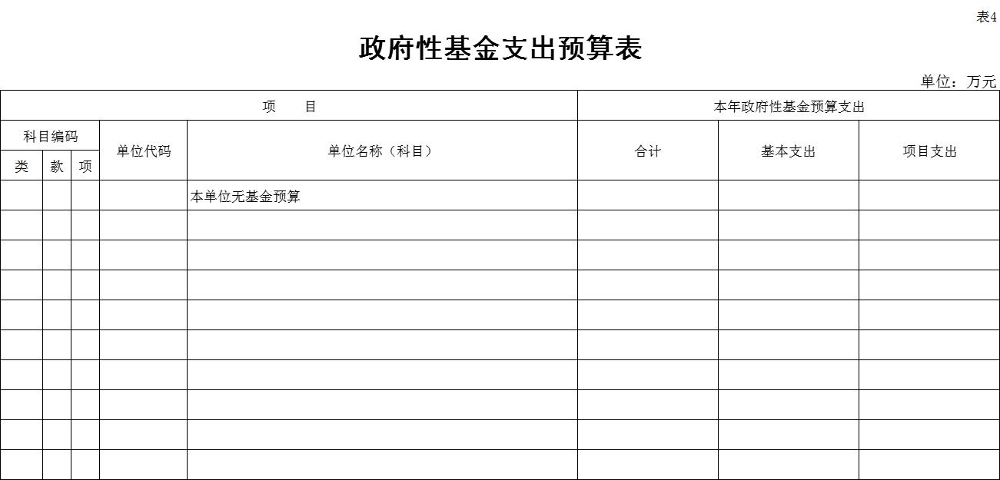 表4
政府性基金支出预算表
单位：万元
项 目
本年政府性基金预算支出
科目编码
单位代码
单位名称（科目）
合计
基本支出
项目支出
类
款
项
本单位无基金预算